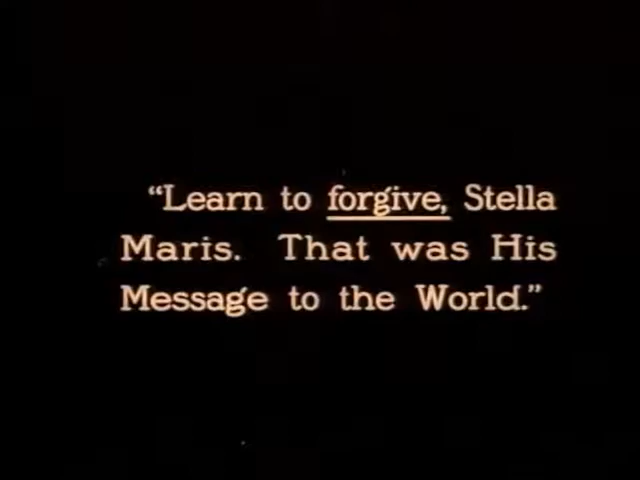 “Learn to forgive, Stella
Maris. That was His
Message to the World.”